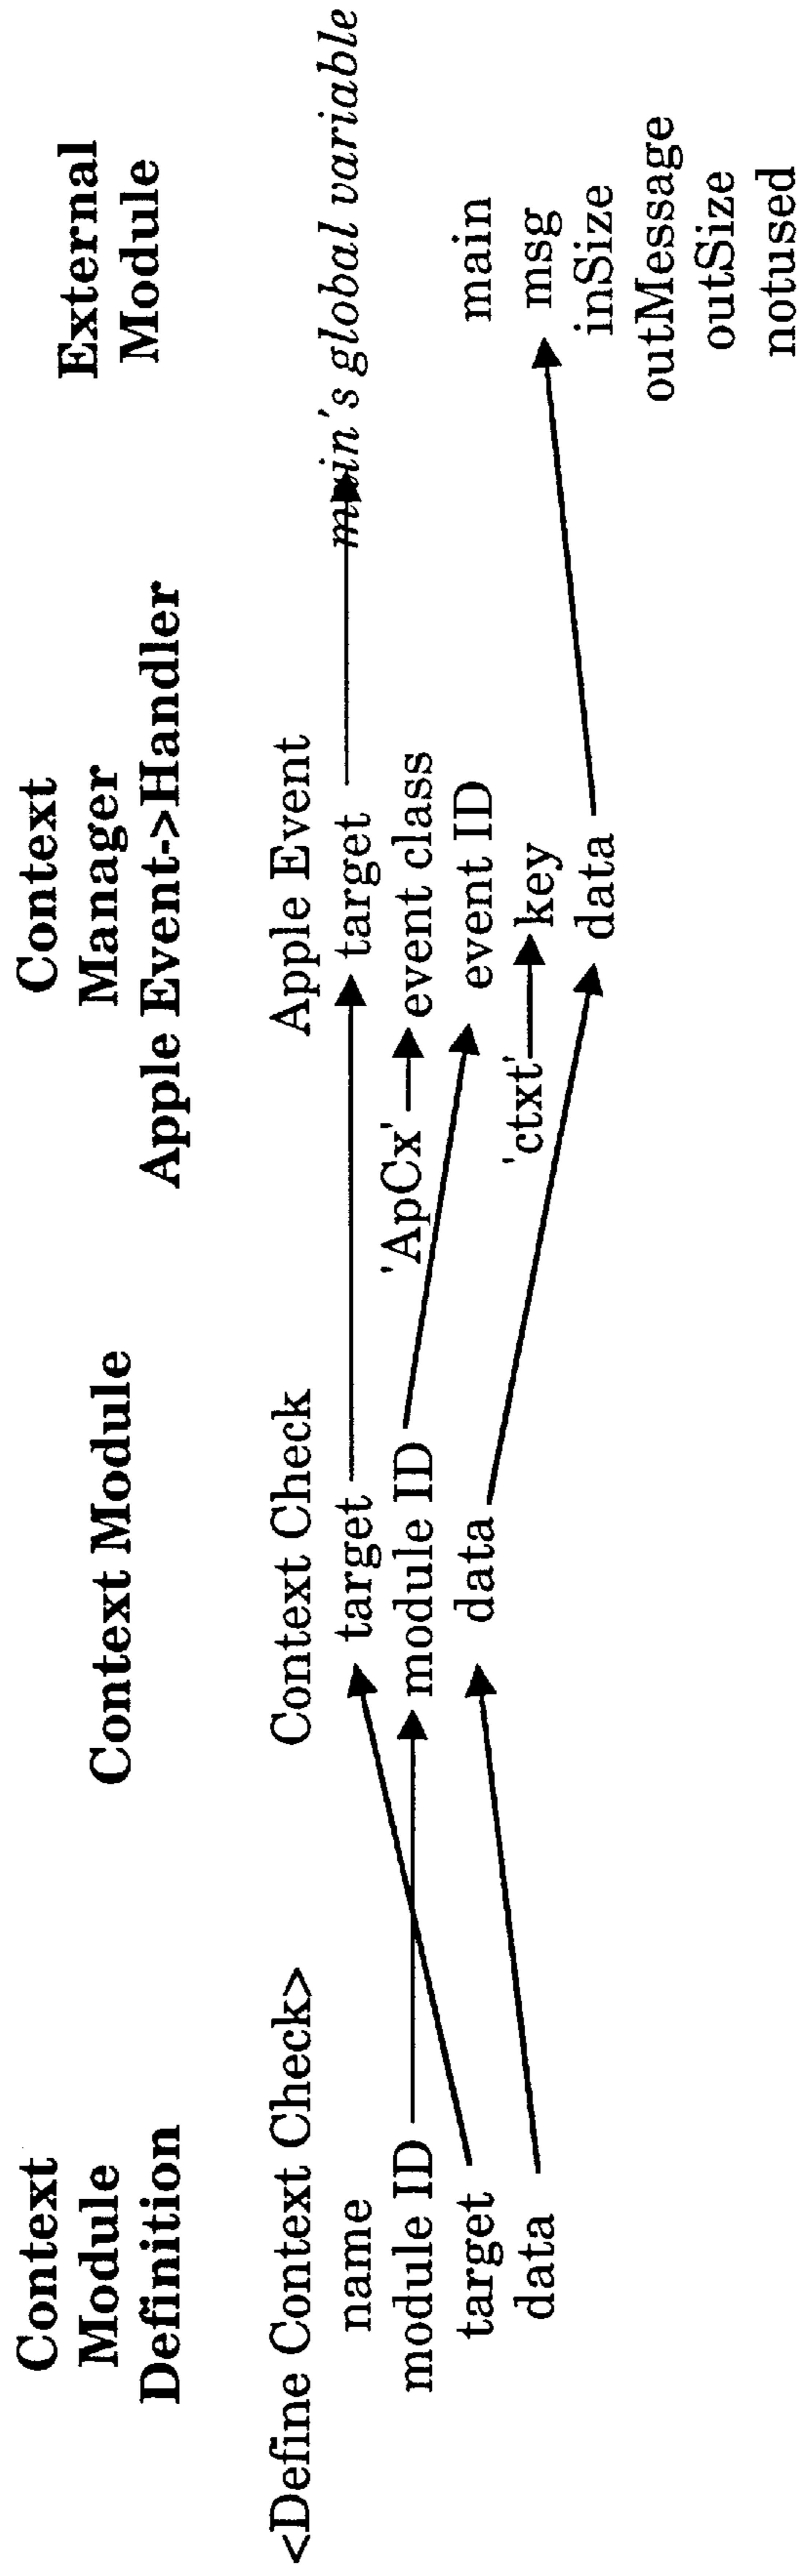 Context
Module
Definition
<Define Context Check>
name
module ID
target
data
Context Module
Context Check
target
module ID
data
Context
Manager
Apple Event->Handler
Apple Event
target
'ApCx'
event class
event ID
'ctxt'
key
data
External
Module
main's global variable
main
msg
inSize
outMessage
outSize
notused